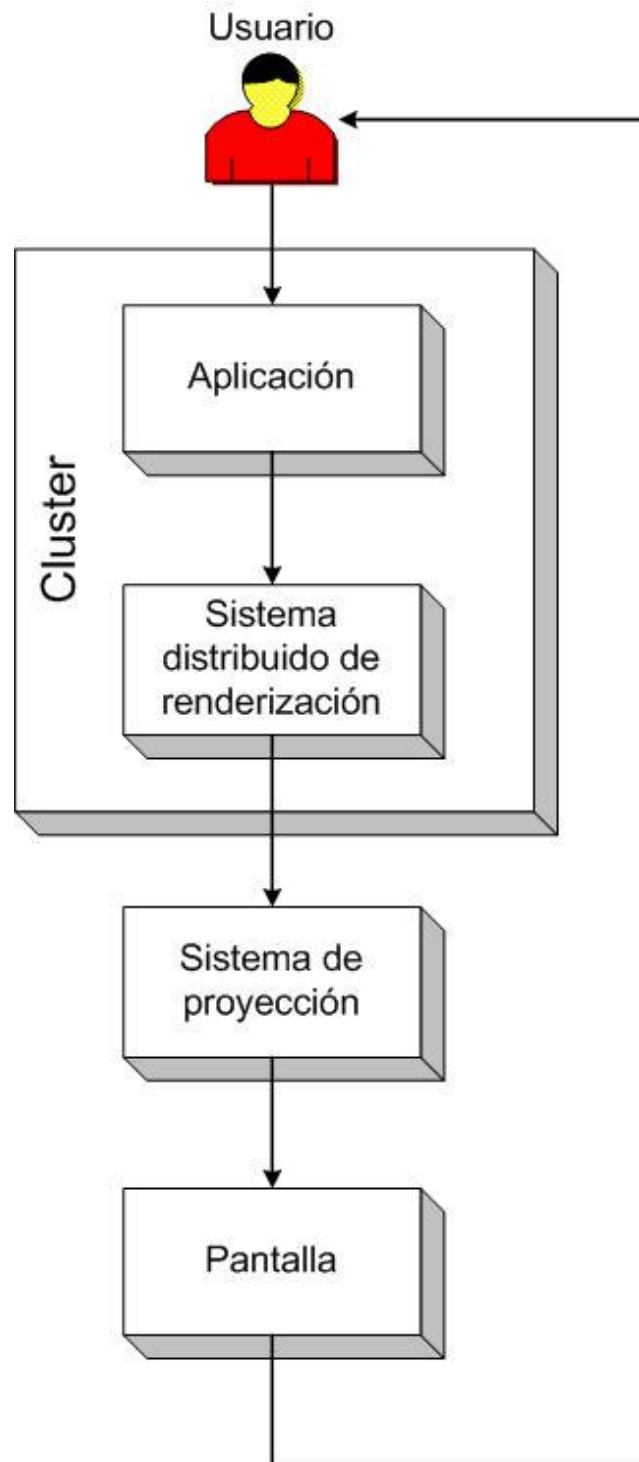 Usuario
Aplicación
Cluster
Sistema
distribuido de
renderización
Sistema de
proyección
Pantalla